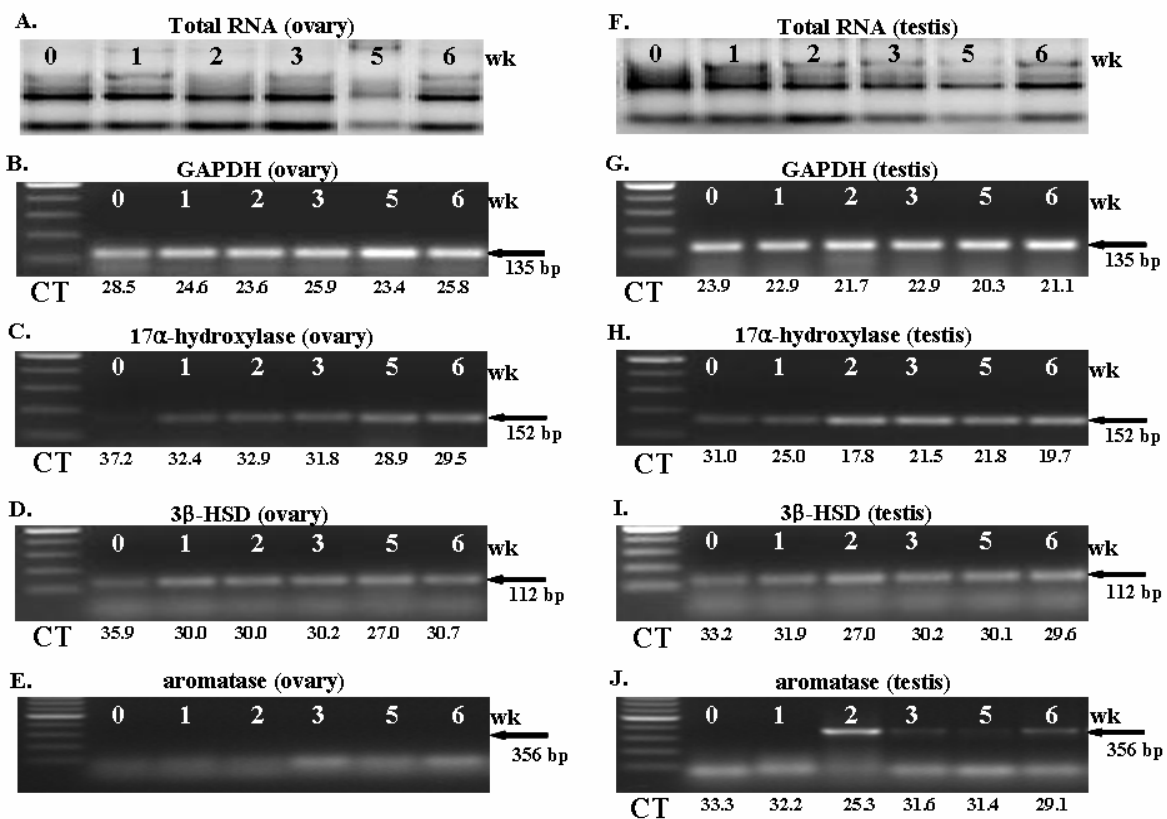 A.
Total RNA (ovary)
0 1 2 3 5 6 wk
B.
GAPDH (ovary)
0 1 2 3 5 6 wk
135 bp
CT 28.5 24.6 23.6 25.9 23.4 25.8
C.
17α-hydroxylase (ovary)
0 1 2 3 5 6 wk
152 bp
CT 37.2 32.4 32.9 31.8 28.9 29.5
D.
3β-HSD (ovary)
0 1 2 3 5 6 wk
112 bp
CT 35.9 30.0 30.0 30.2 27.0 30.7
E.
aromatase (ovary)
0 1 2 3 5 6 wk
356 bp
F.
Total RNA (testis)
0 1 2 3 5 6 wk
G.
GAPDH (testis)
0 1 2 3 5 6 wk
135 bp
CT 23.9 22.9 21.7 22.9 20.3 21.1
H.
17α-hydroxylase (testis)
0 1 2 3 5 6 wk
152 bp
CT 31.0 25.0 17.8 21.5 21.8 19.7
I.
3β-HSD (testis)
0 1 2 3 5 6 wk
112 bp
CT 33.2 31.9 27.0 30.2 30.1 29.6
J.
aromatase (testis)
0 1 2 3 5 6 wk
356 bp
CT 33.3 32.2 25.3 31.6 31.4 29.1